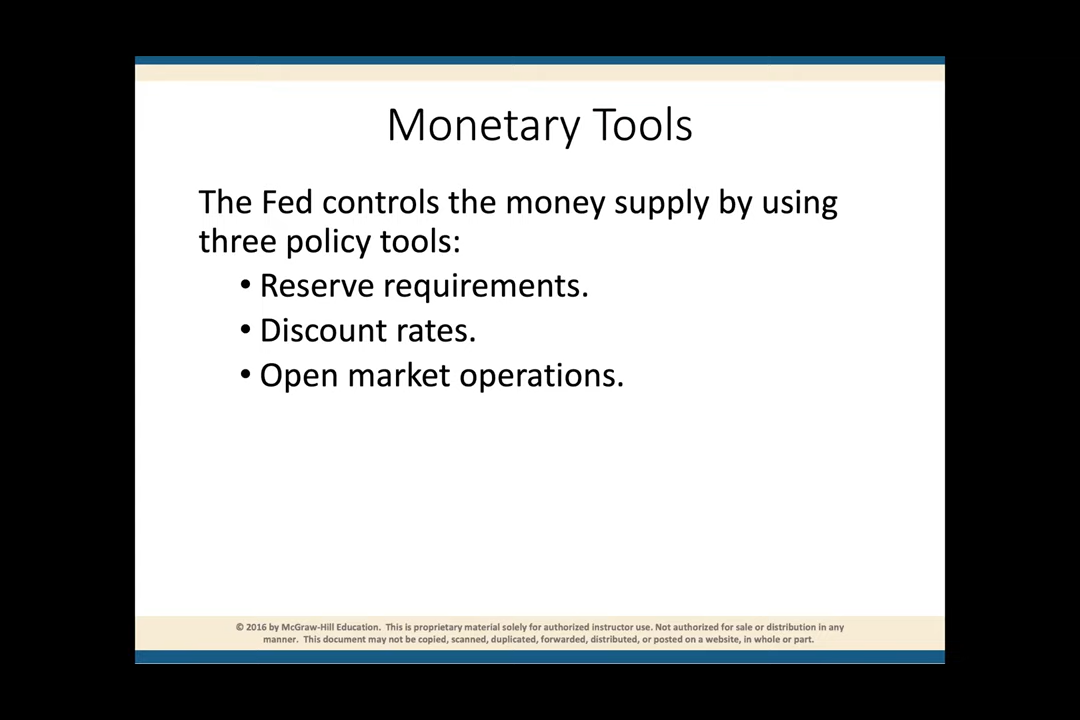 Monetary Tools
The Fed controls the money supply by using
three policy tools:
• Reserve requirements.
• Discount rates.
• Open market operations.
© 2016 by McGraw-Hill Education. This is proprietary material solely for authorized instructor use. Not authorized for sale or distribution in any
manner. This document may not be copied, scanned, duplicated, forwarded, distributed, or posted on a website, in whole or part.